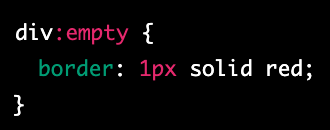 div:empty {
  border: 1px solid red;
}